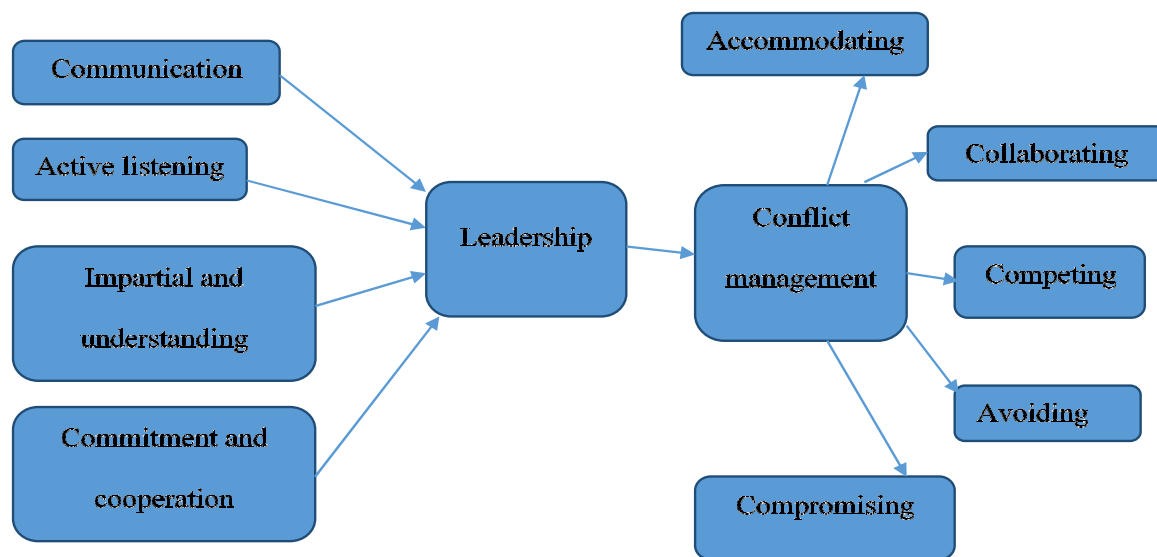 Communication
Active listening
Impartial and
understanding
Commitment and
cooperation
Leadership
Conflict
management
Accommodating
Collaborating
Competing
Avoiding
Compromising